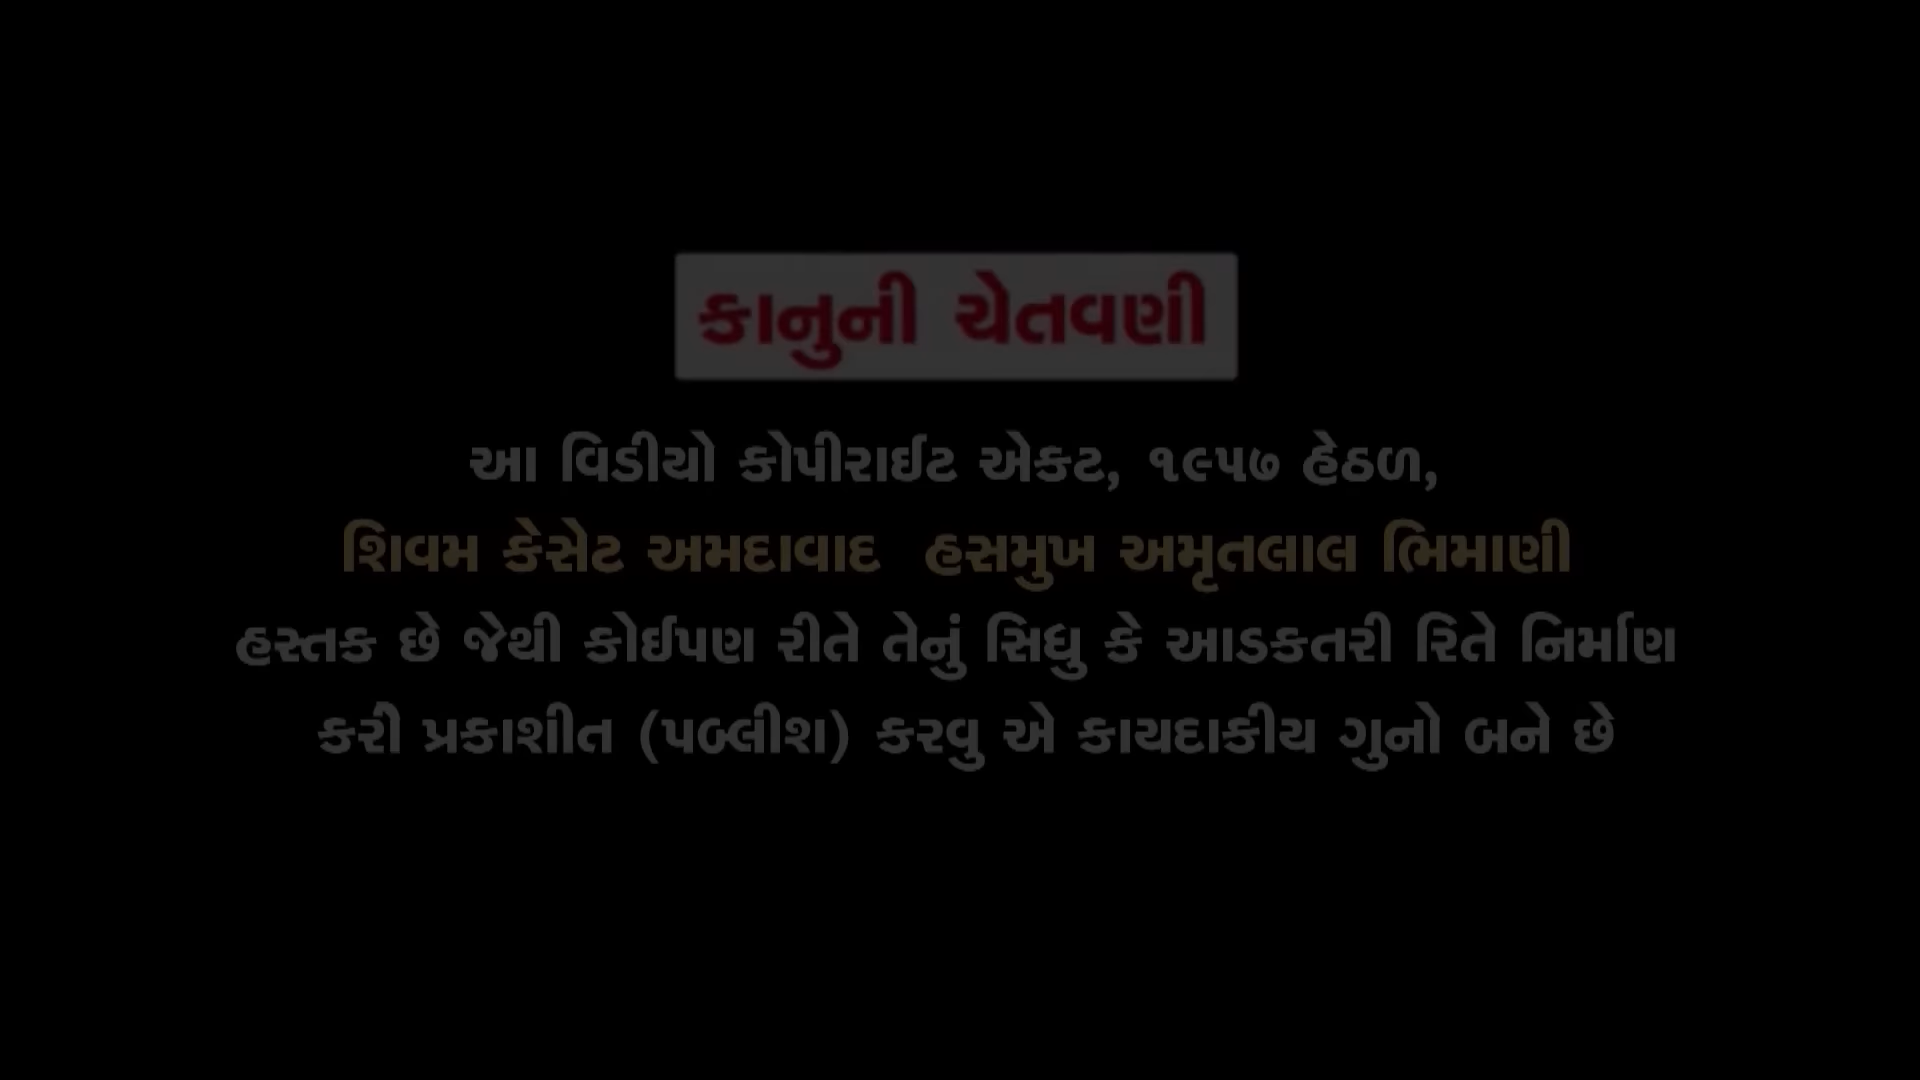 કાનુની ચેતવણી
આ વિડીયો કોપીરાઈટ એકટ, ૧૯૫૭ હેઠળ,
શિવમ કેસેટ અમદાવાદ હસમુખ અમૃતલાલ ભિમાણી
હસ્તક છે જેથી કોઈપણ રીતે તેનું સિધુ કે આડકતરી રિતે નિર્માણ
કરી પ્રકાશીત (પબ્લીશ) કરવુ એ કાયદાકીય ગુનો બને છે